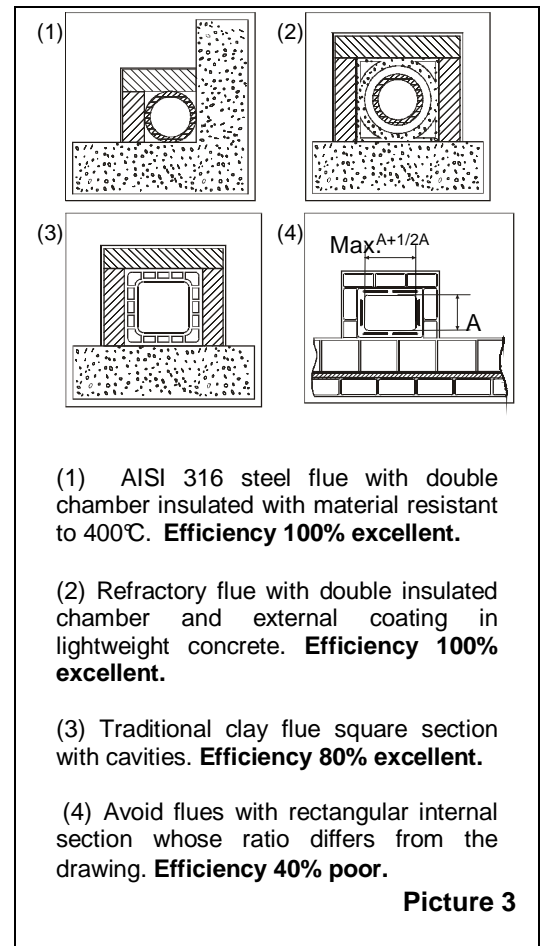 (1) (2)
(3) (4)
Max. A+1/2A
A
(1) AISI 316 steel flue with double
chamber insulated with material resistant
to 400℃. Efficiency 100% excellent.
(2) Refractory flue with double insulated
chamber and external coating in
lightweight concrete. Efficiency 100%
excellent.
(3) Traditional clay flue square section
with cavities. Efficiency 80% excellent.
(4) Avoid flues with rectangular internal
section whose ratio differs from the
drawing. Efficiency 40% poor.
Picture 3